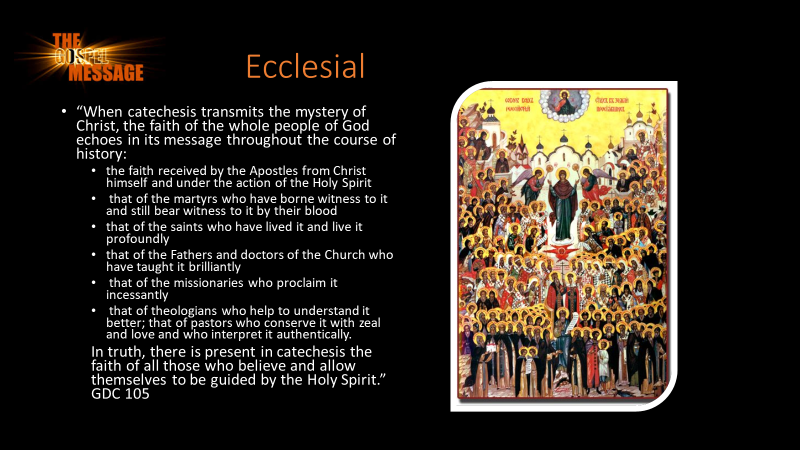 THE
GOSPEL
MESSAGE
Ecclesial
• “When catechesis transmits the mystery of
Christ, the faith of the whole people of God
echoes in its message throughout the course of
history:
• the faith received by the Apostles from Christ
himself and under the action of the Holy Spirit
• that of the martyrs who have borne witness to it
and still bear witness to it by their blood
• that of the saints who have lived it and live it
profoundly
• that of the Fathers and doctors of the Church who
have taught it brilliantly
• that of the missionaries who proclaim it
incessantly
• that of theologians who help to understand it
better; that of pastors who conserve it with zeal
and love and who interpret it authentically.
In truth, there is present in catechesis the
faith of all those who believe and allow
themselves to be guided by the Holy Spirit.”
GDC 105